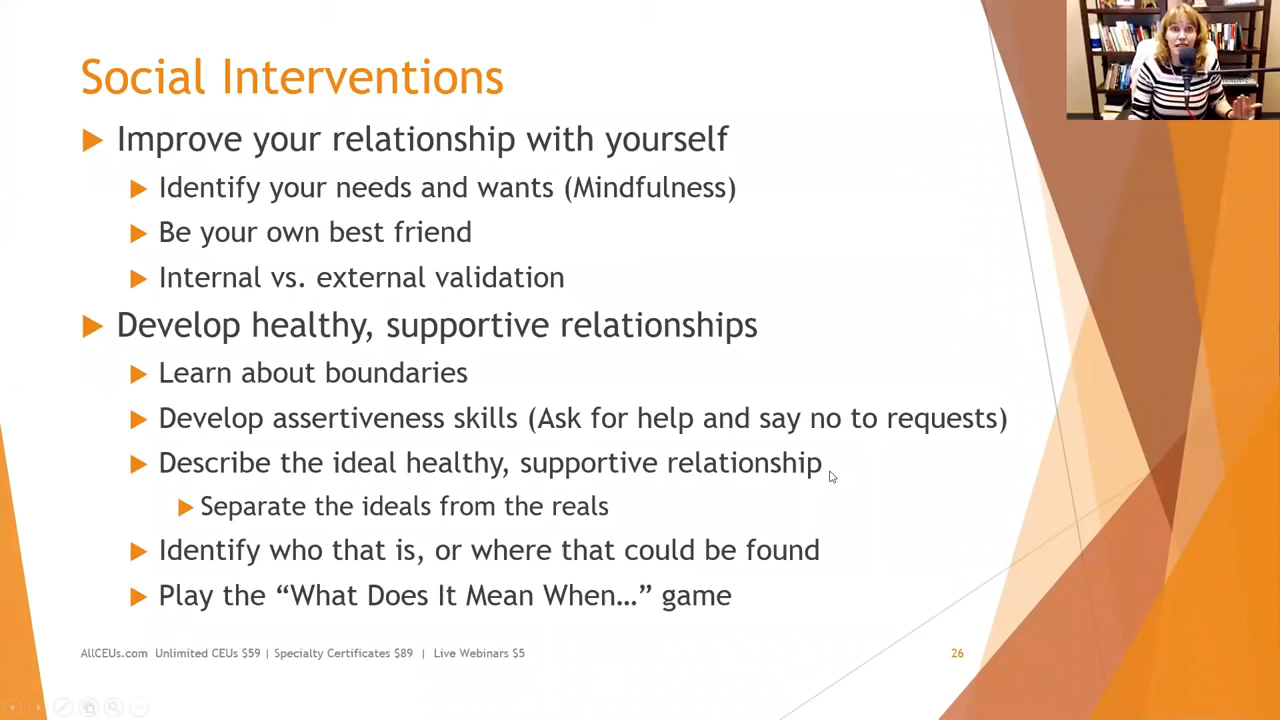 Social Interventions
Improve your relationship with yourself
Identify your needs and wants (Mindfulness)
Be your own best friend
Internal vs. external validation
Develop healthy, supportive relationships
Learn about boundaries
Develop assertiveness skills (Ask for help and say no to requests)
Describe the ideal healthy, supportive relationship
Separate the ideals from the reals
Identify who that is, or where that could be found
Play the “What Does It Mean When…” game
AllCEUs.com Unlimited CEUs $59 | Specialty Certificates $89 | Live Webinars $5
26